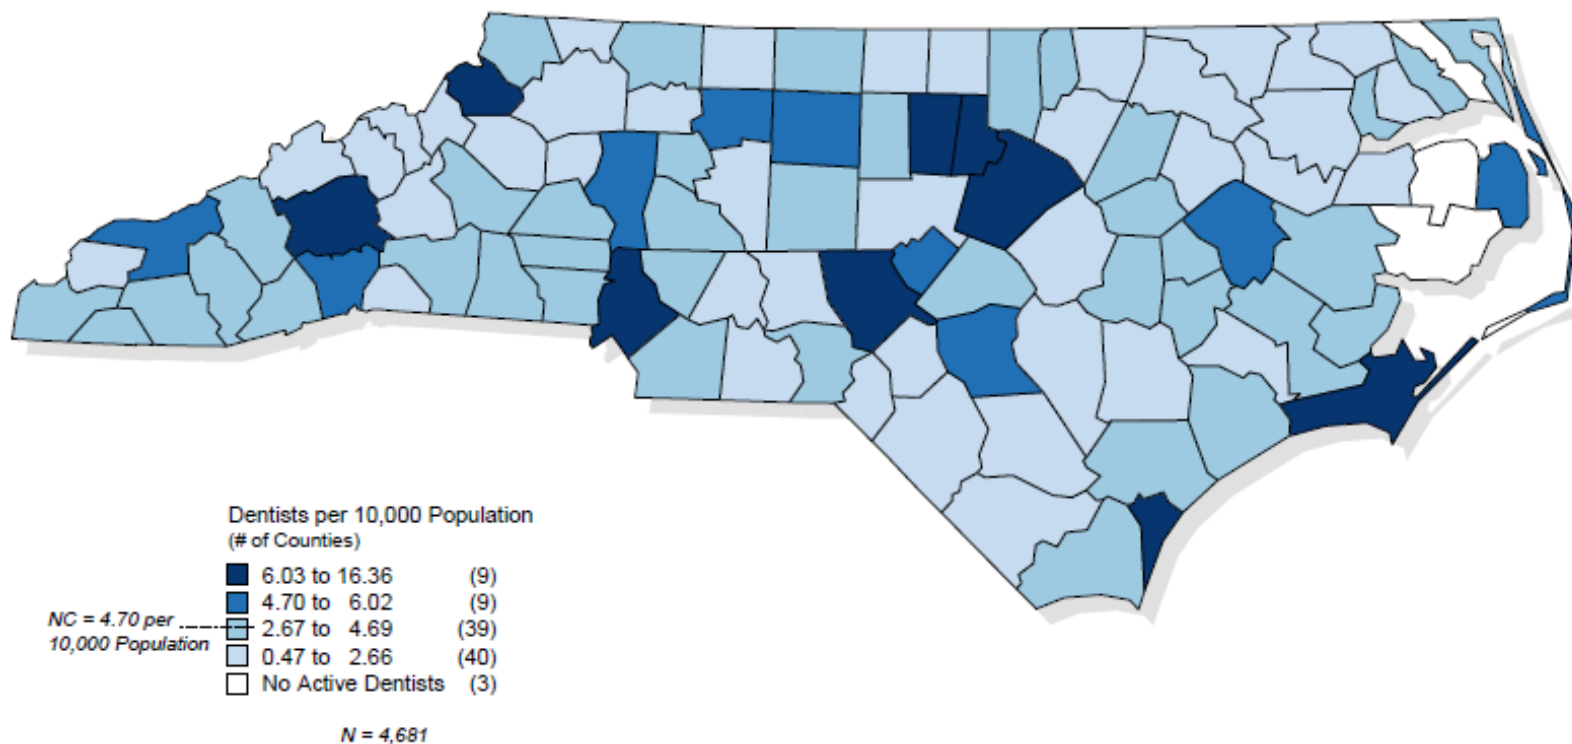 Dentists per 10,000 Population
(# of Counties)
6.03 to 16.36 (9)
4.70 to 6.02 (9)
2.67 to 4.69 (39)
0.47 to 2.66 (40)
No Active Dentists (3)
NC = 4.70 per
10,000 Population
N = 4,681